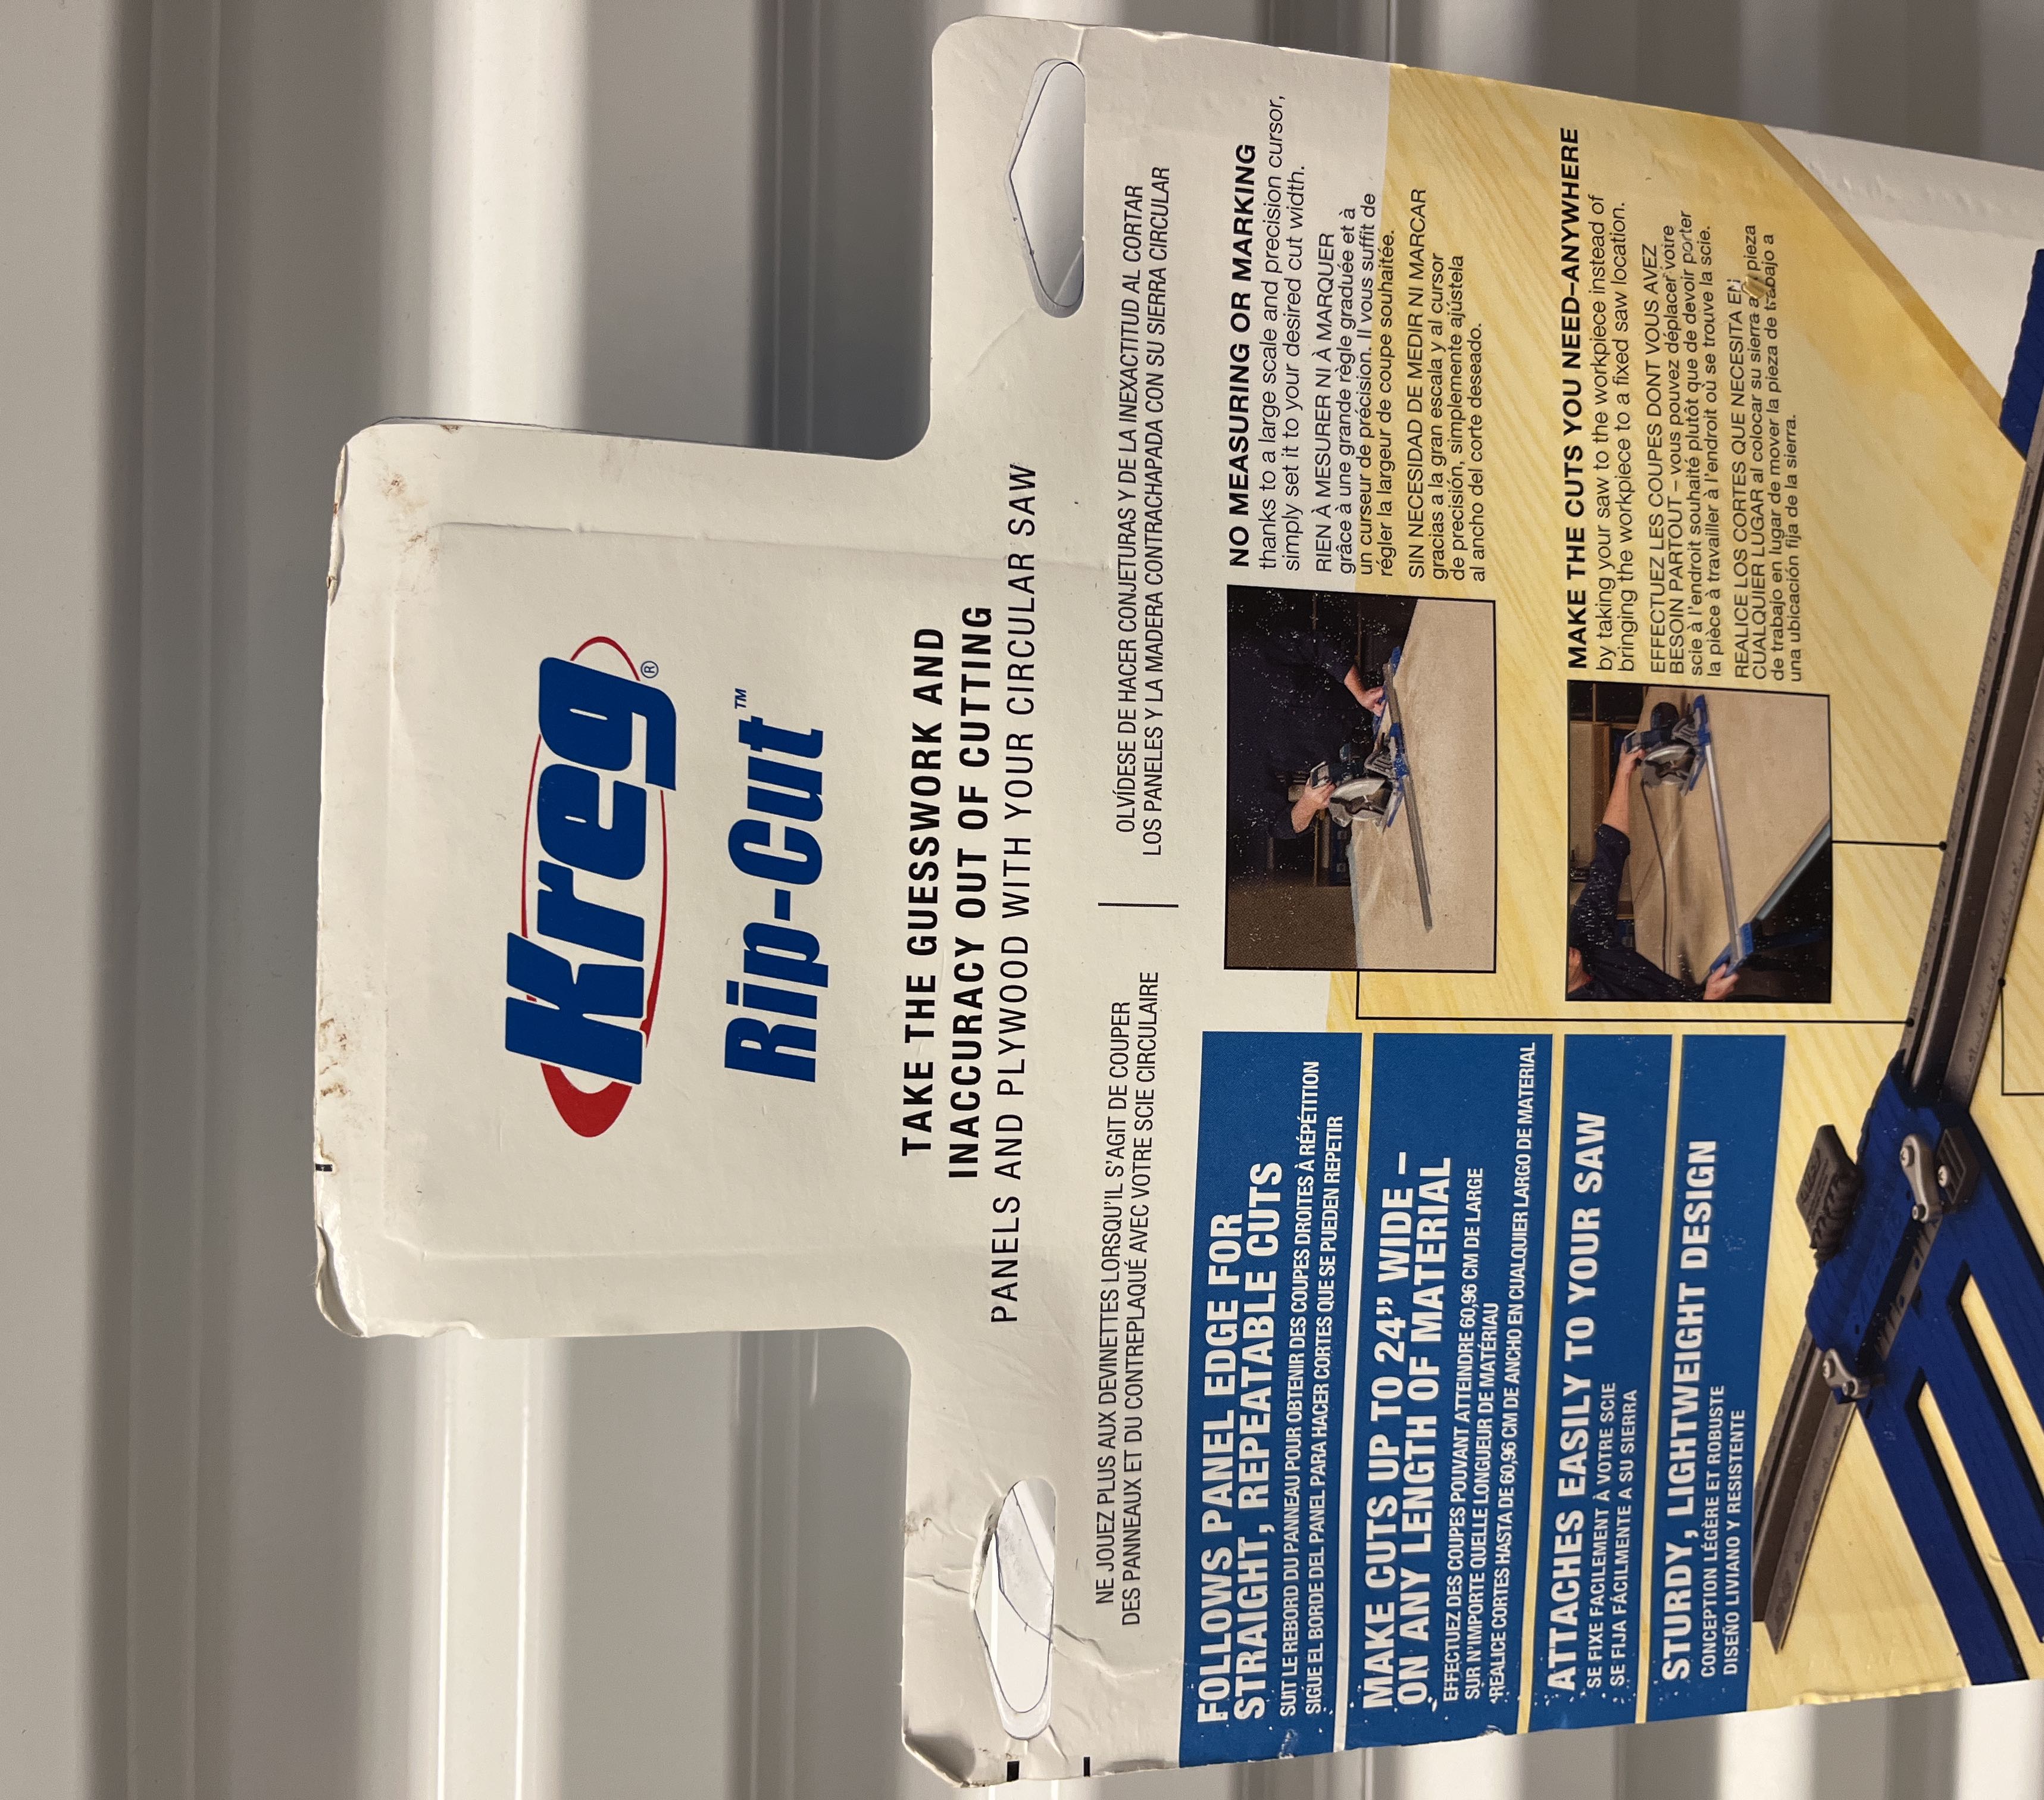 Kreg®
Rip-Cut™
TAKE THE GUESSWORK AND
INACCURACY OUT OF CUTTING
PANELS AND PLYWOOD WITH YOUR CIRCULAR SAW
NE JOUEZ PLUS AUX DEVINETTES LORSQU'IL S'AGIT DE COUPER
DES PANNEAUX ET DU CONTREPLAQUÉ AVEC VOTRE SCIE CIRCULAIRE
OLVÍDESE DE HACER CONJETURAS Y DE LA INEXACTITUD AL CORTAR
LOS PANELES Y LA MADERA CONTRACHAPADA CON SU SIERRA CIRCULAR
FOLLOWS PANEL EDGE FOR
STRAIGHT, REPEATABLE CUTS
SUIT LE REBORD DU PANNEAU POUR OBTENIR DES COUPES DROITES À RÉPÉTITION
SIGUE EL BORDE DEL PANEL PARA HACER CORTES QUE SE PUEDEN REPETIR
MAKE CUTS UP TO 24” WIDE –
ON ANY LENGTH OF MATERIAL
EFFECTUEZ DES COUPES POUVANT ATTEINDRE 60,96 CM DE LARGE
SUR N'IMPORTE QUELLE LONGUEUR DE MATÉRIAU
REALICE CORTES HASTA DE 60,96 CM DE ANCHO EN CUALQUIER LARGO DE MATERIAL
ATTACHES EASILY TO YOUR SAW
SE FIXE FACILEMENT À VOTRE SCIE
SE FIJA FÁCILMENTE A SU SIERRA
STURDY, LIGHTWEIGHT DESIGN
CONCEPTION LÉGÈRE ET ROBUSTE
DISEÑO LIVIANO Y RESISTENTE
NO MEASURING OR MARKING
thanks to a large scale and precision cursor,
simply set it to your desired cut width.
RIEN À MESURER NI À MARQUER
grâce à une grande règle graduée et à
un curseur de précision. Il vous suffit de
régler la largeur de coupe souhaitée.
SIN NECESIDAD DE MEDIR NI MARCAR
gracias a la gran escala y al cursor
de precisión, simplemente ajústela
al ancho del corte deseado.
MAKE THE CUTS YOU NEED–ANYWHERE
by taking your saw to the workpiece instead of
bringing the workpiece to a fixed saw location.
EFFECTUEZ LES COUPES DONT VOUS AVEZ
BESOIN PARTOUT – vous pouvez déplacer votre
scie à l'endroit souhaité plutôt que de devoir porter
la pièce à travailler à l'endroit où se trouve la scie.
REALICE LOS CORTES QUE NECESITA EN
CUALQUIER LUGAR al colocar su sierra a pieza
de trabajo en lugar de movar la pieza de trabajo a
una ubicación fija de la sierra.